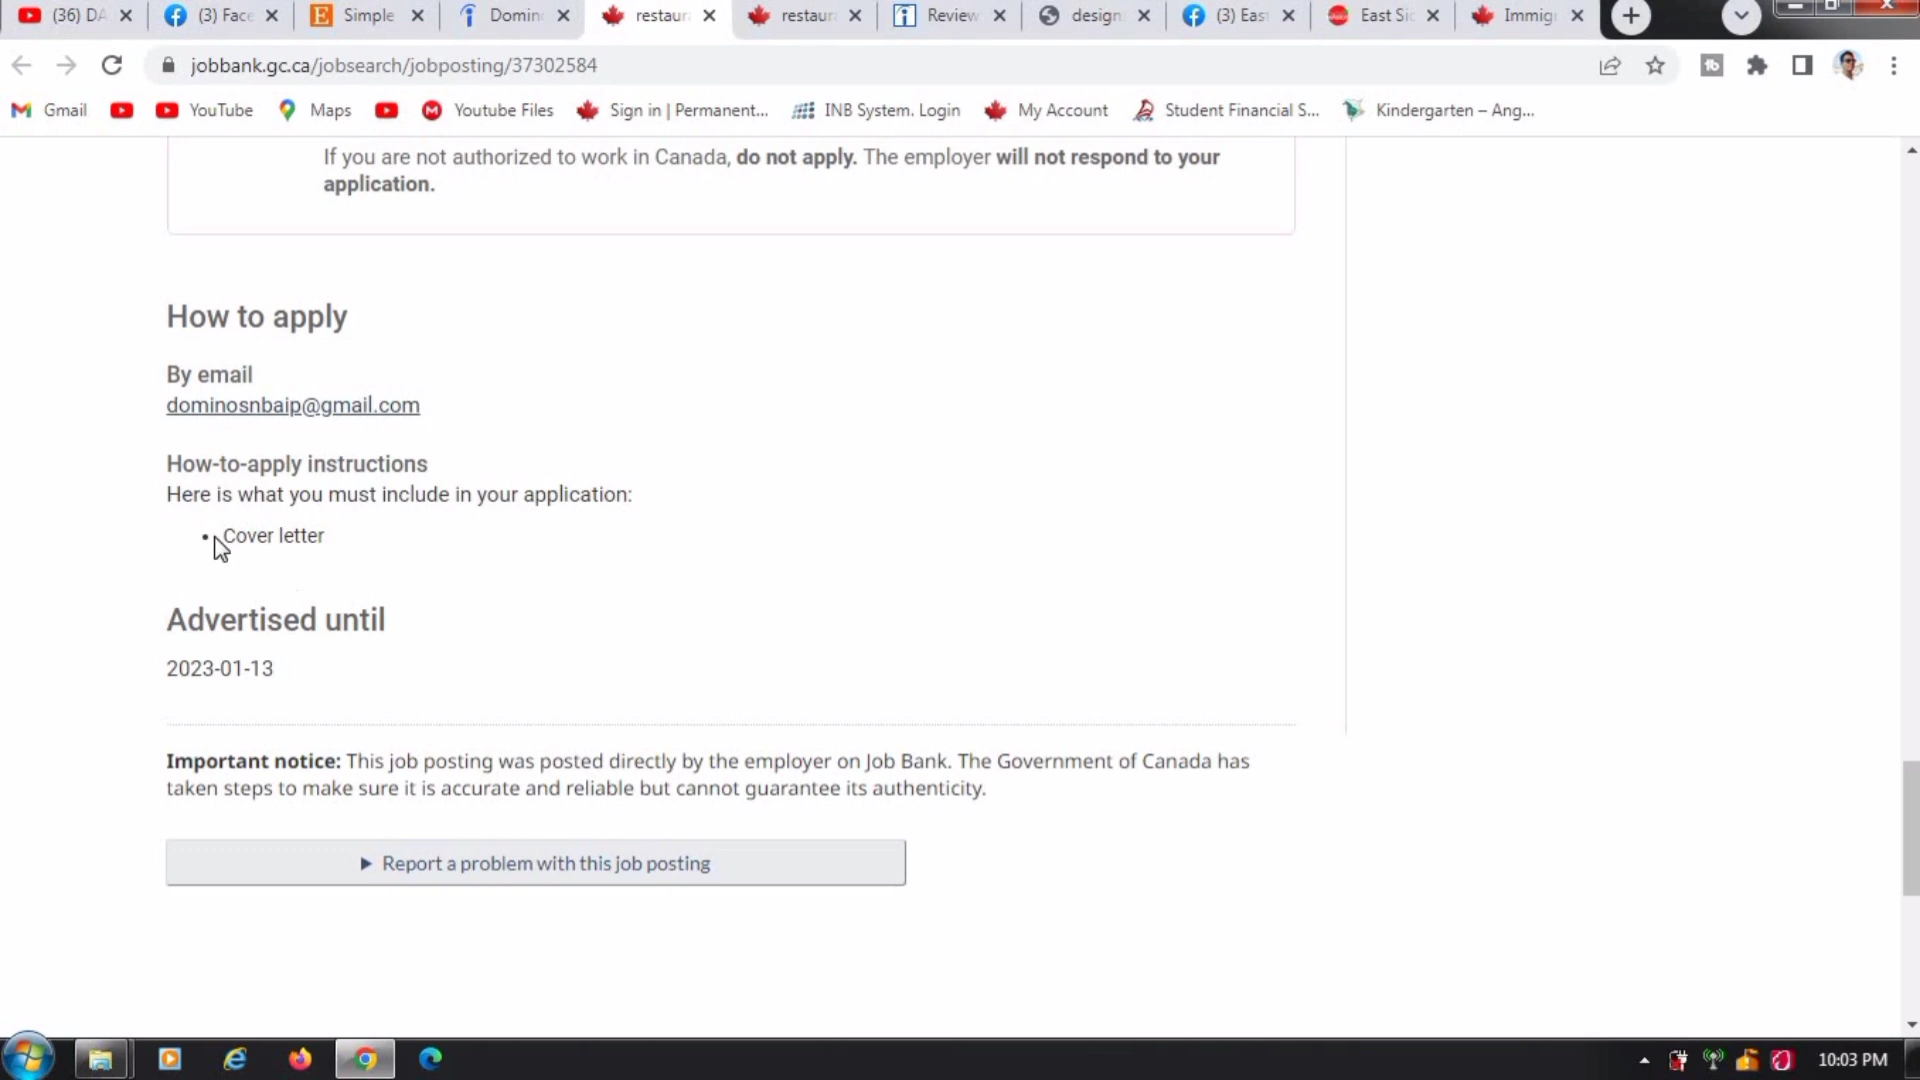 (36) DA
(3) Face
Simple
Domin
restaur
restaur
Review
design
(3) Eas
East Sic
Immig
jobbank.gc.ca/jobsearch/jobposting/37302584
Gmail
YouTube
Maps
Youtube Files
Sign in | Permanent...
INB System. Login
My Account
Student Financial S...
Kindergarten – Ang...
If you are not authorized to work in Canada, do not apply. The employer will not respond to your
application.
How to apply
By email
dominosnbaip@gmail.com
How-to-apply instructions
Here is what you must include in your application:
• Cover letter
Advertised until
2023-01-13
Important notice: This job posting was posted directly by the employer on Job Bank. The Government of Canada has
taken steps to make sure it is accurate and reliable but cannot guarantee its authenticity.
Report a problem with this job posting
10:03 PM